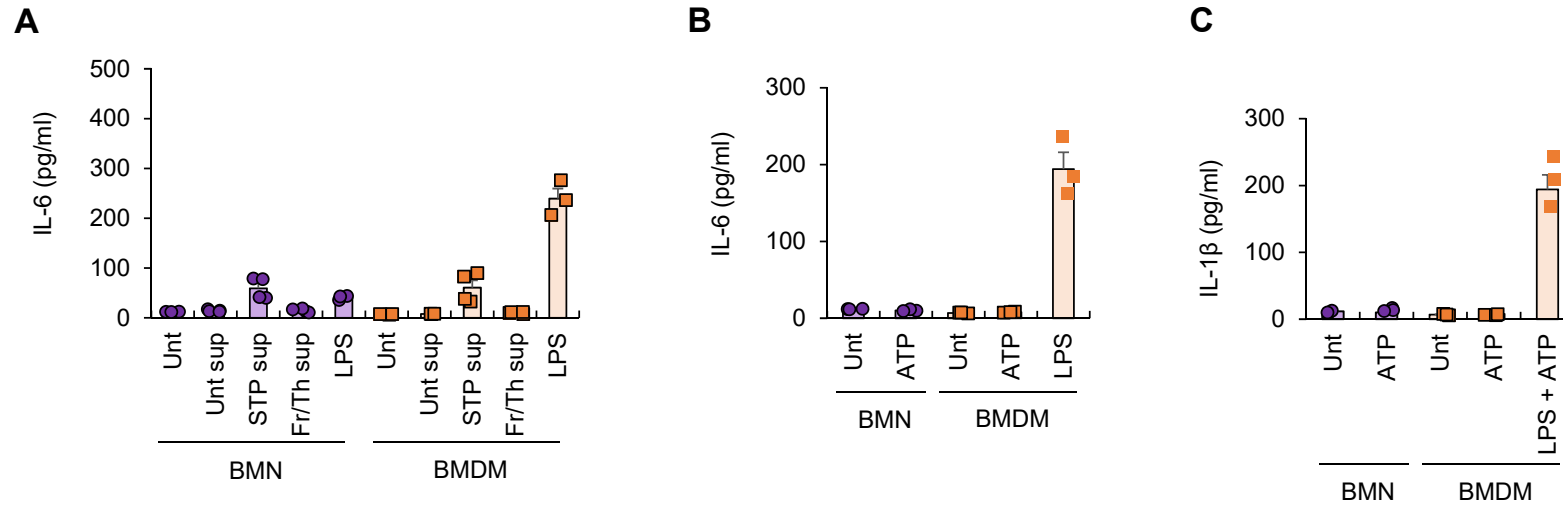 A
IL-6 (pg/ml)
500
400
300
200
100
0
Unt
Unt sup
STP sup
Fr/Th sup
LPS
Unt
Unt sup
STP sup
Fr/Th sup
LPS
BMN
BMDM
B
IL-6 (pg/ml)
300
200
100
0
Unt
ATP
Unt
ATP
LPS
BMN
BMDM
C
IL-1β (pg/ml)
300
200
100
0
Unt
ATP
Unt
ATP
LPS + ATP
BMN
BMDM